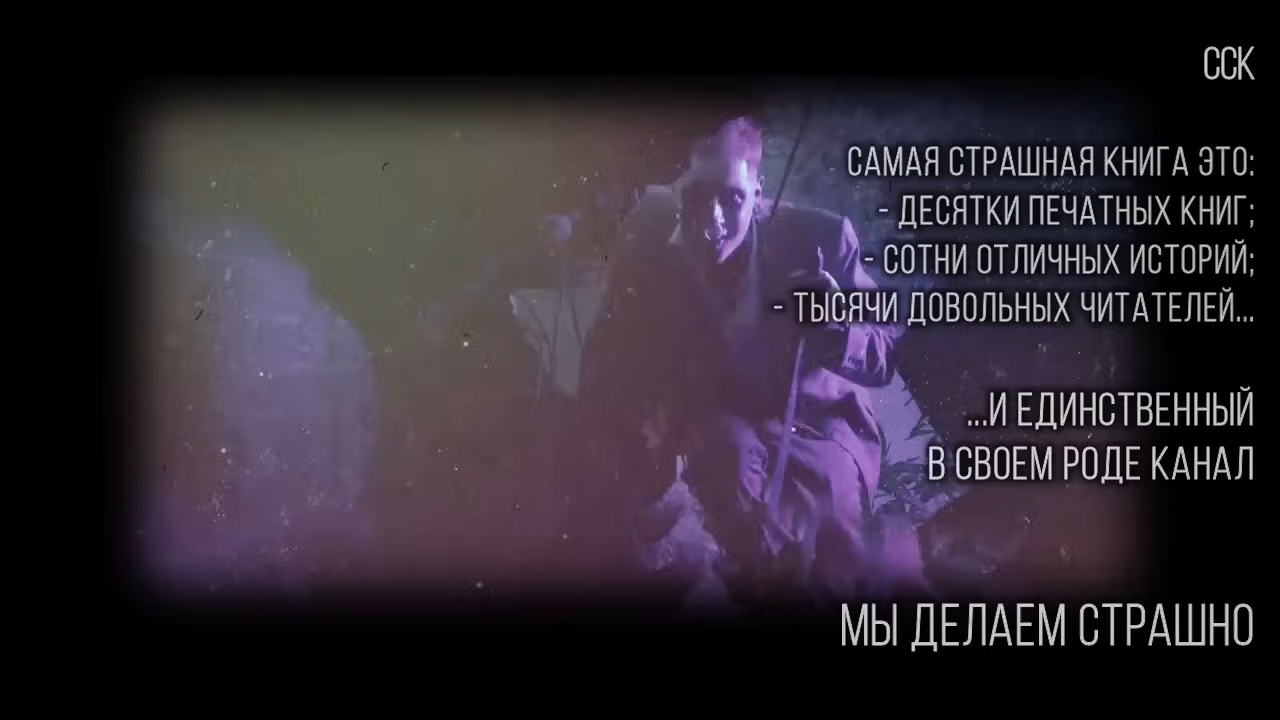 ССК
САМАЯ СТРАШНАЯ КНИГА ЭТО:
- ДЕСЯТКИ ПЕЧАТНЫХ КНИГ;
- СОТНИ ОТЛИЧНЫХ ИСТОРИЙ;
- ТЫСЯЧИ ДОВОЛЬНЫХ ЧИТАТЕЛЕЙ...
...И ЕДИНСТВЕННЫЙ
В СВОЕМ РОДЕ КАНАЛ
МЫ ДЕЛАЕМ СТРАШНО